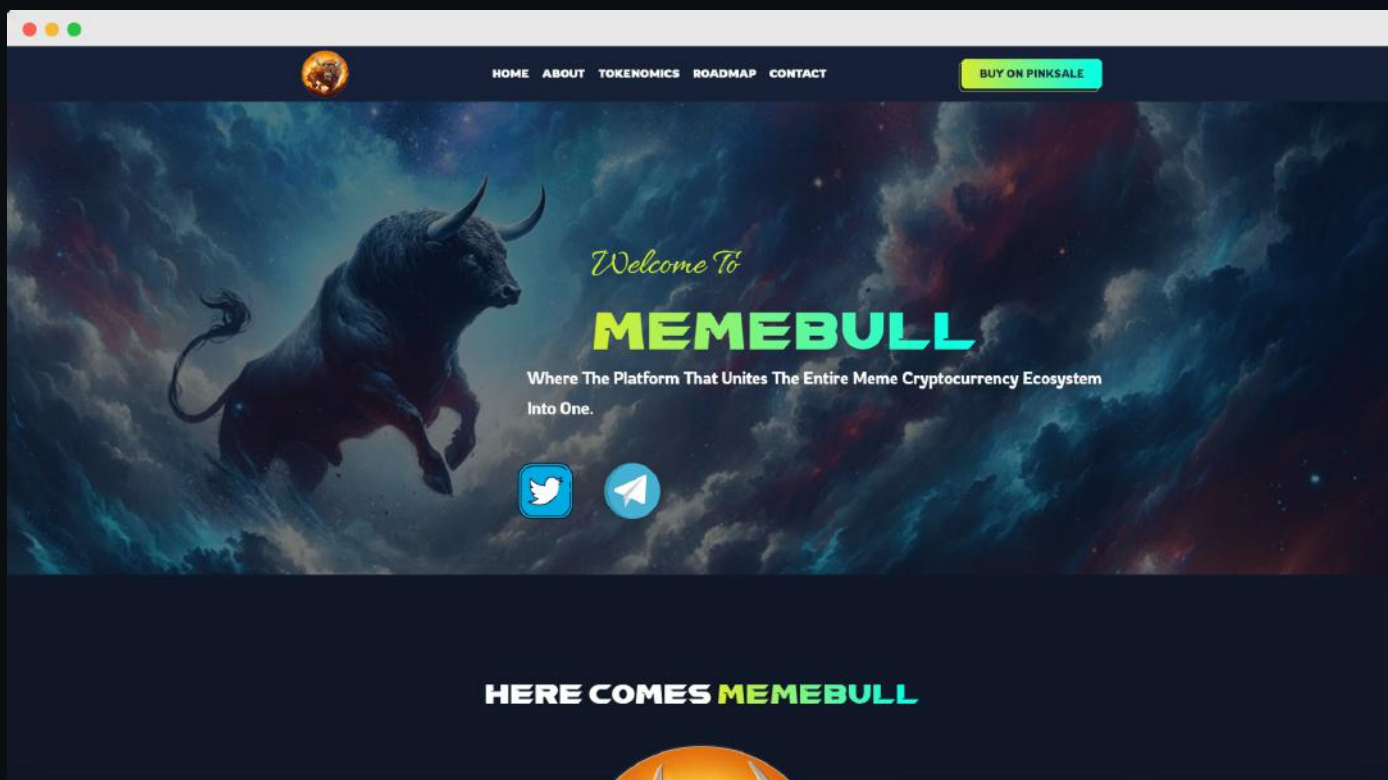 HOME ABOUT TOKENOMICS ROADMAP CONTACT
BUY ON PINKSALE
Welcome To
MEMEBULL
Where The Platform That Unites The Entire Meme Cryptocurrency Ecosystem
Into One.
HERE COMES MEMEBULL